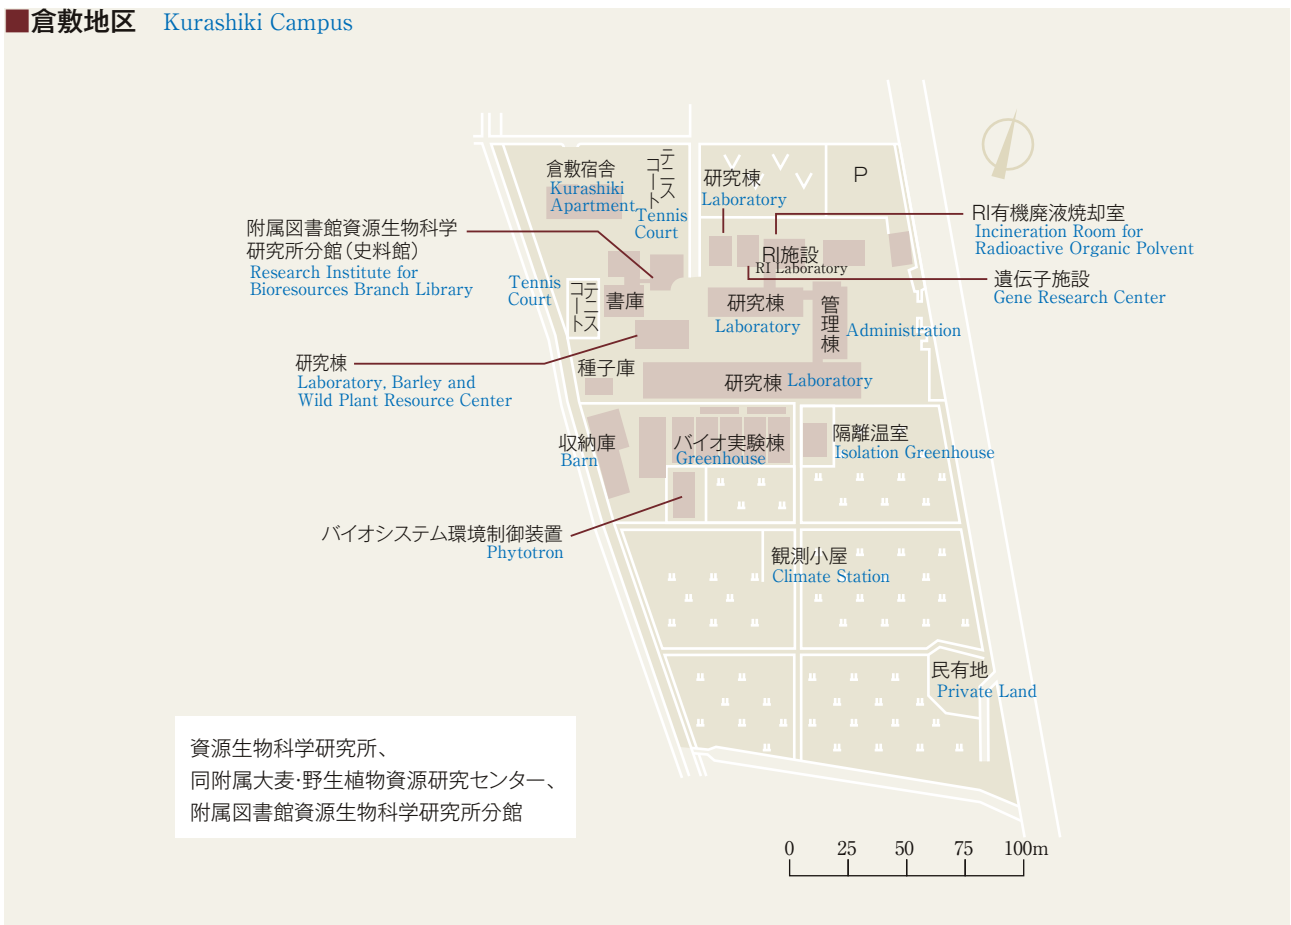 ■倉敷地区 Kurashiki Campus
倉敷宿舎
Kurashiki
Apartment
テニス
コート
Tennis
Court
研究棟
Laboratory
P
附属図書館資源生物科学
研究所分館（史料館）
Research Institute for
Bioresources Branch Library
RI有機廃液焼却室
Incineration Room for
Radioactive Organic Polvent
RI施設
RI Laboratory
遺伝子施設
Gene Research Center
Tennis
Court
テニス
コート
書庫
研究棟
Laboratory
管理棟
Administration
研究棟
Laboratory, Barley and
Wild Plant Resource Center
種子庫
研究棟 Laboratory
収納庫
Barn
バイオ実験棟
Greenhouse
隔離温室
Isolation Greenhouse
バイオシステム環境制御装置
Phytotron
観測小屋
Climate Station
民有地
Private Land
資源生物科学研究所、
同附属大麦・野生植物資源研究センター、
附属図書館資源生物科学研究所分館
0 25 50 75 100m